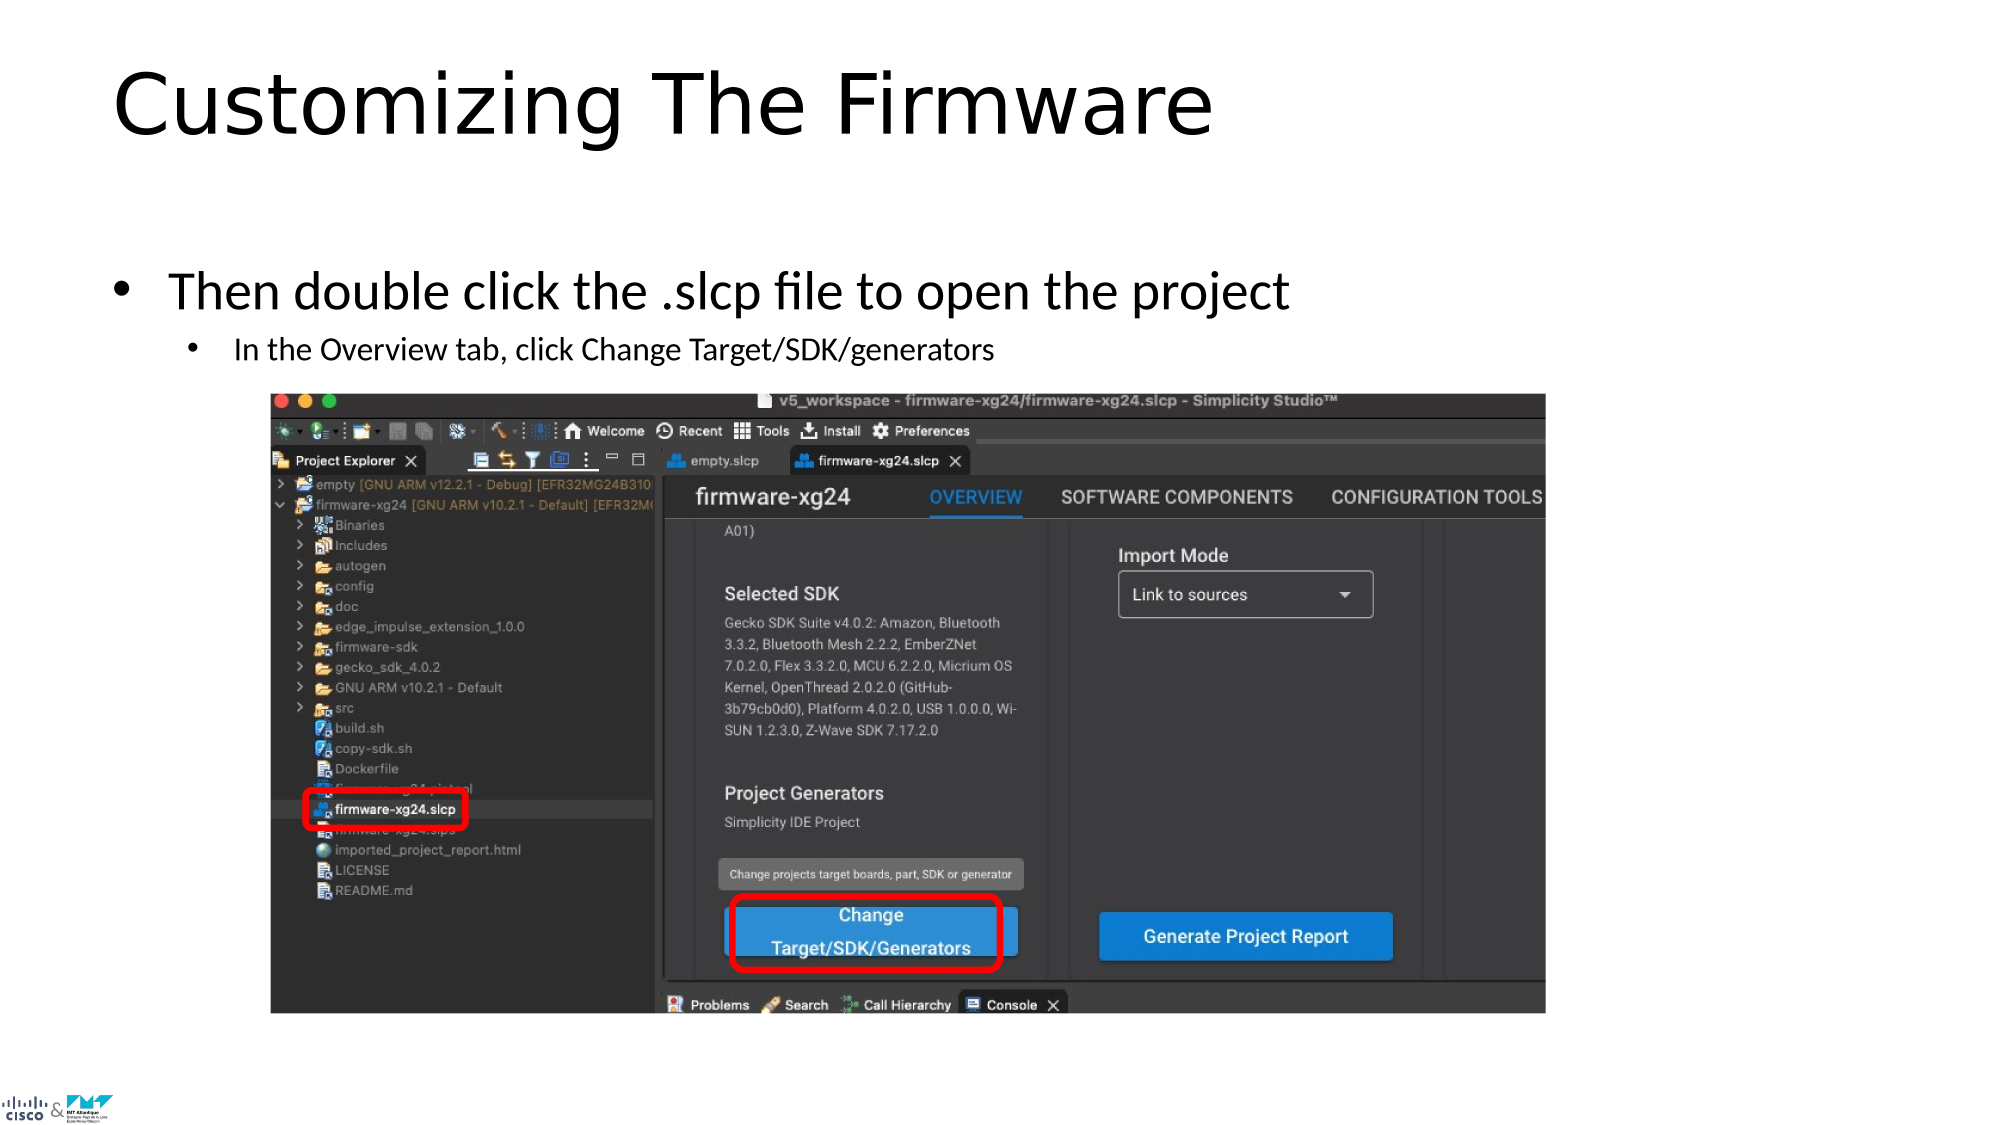 Customizing The Firmware
• Then double click the .slcp file to open the project
• In the Overview tab, click Change Target/SDK/generators
v5_workspace - firmware-xg24/firmware-xg24.slcp - Simplicity Studio™
Welcome Recent Tools Install Preferences
Project Explorer
empty [GNU ARM v12.2.1 - Debug] [EFR32MG24B310
firmware-xg24 [GNU ARM v10.2.1 - Default] [EFR32M
Binaries
Includes
autogen
config
doc
edge_impulse_extension_1.0.0
firmware-sdk
gecko_sdk_4.0.2
GNU ARM v10.2.1 - Default
src
build.sh
copy-sdk.sh
Dockerfile
firmware-xg24.slcp
imported_project_report.html
LICENSE
README.md
empty.slcp firmware-xg24.slcp
firmware-xg24 OVERVIEW SOFTWARE COMPONENTS CONFIGURATION TOOLS
A01)
Selected SDK
Gecko SDK Suite v4.0.2: Amazon, Bluetooth
3.3.2, Bluetooth Mesh 2.2.2, EmberZNet
7.0.2.0, Flex 3.3.2.0, MCU 6.2.2.0, Micrium OS
Kernel, OpenThread 2.0.2.0 (GitHub-
3b79cb0d0), Platform 4.0.2.0, USB 1.0.0.0, Wi-
SUN 1.2.3.0, Z-Wave SDK 7.17.2.0
Project Generators
Simplicity IDE Project
Change projects target boards, part, SDK or generator
Change
Target/SDK/Generators
Import Mode
Link to sources
Generate Project Report
Problems Search Call Hierarchy Console
CISCO &
IMT Atlantique